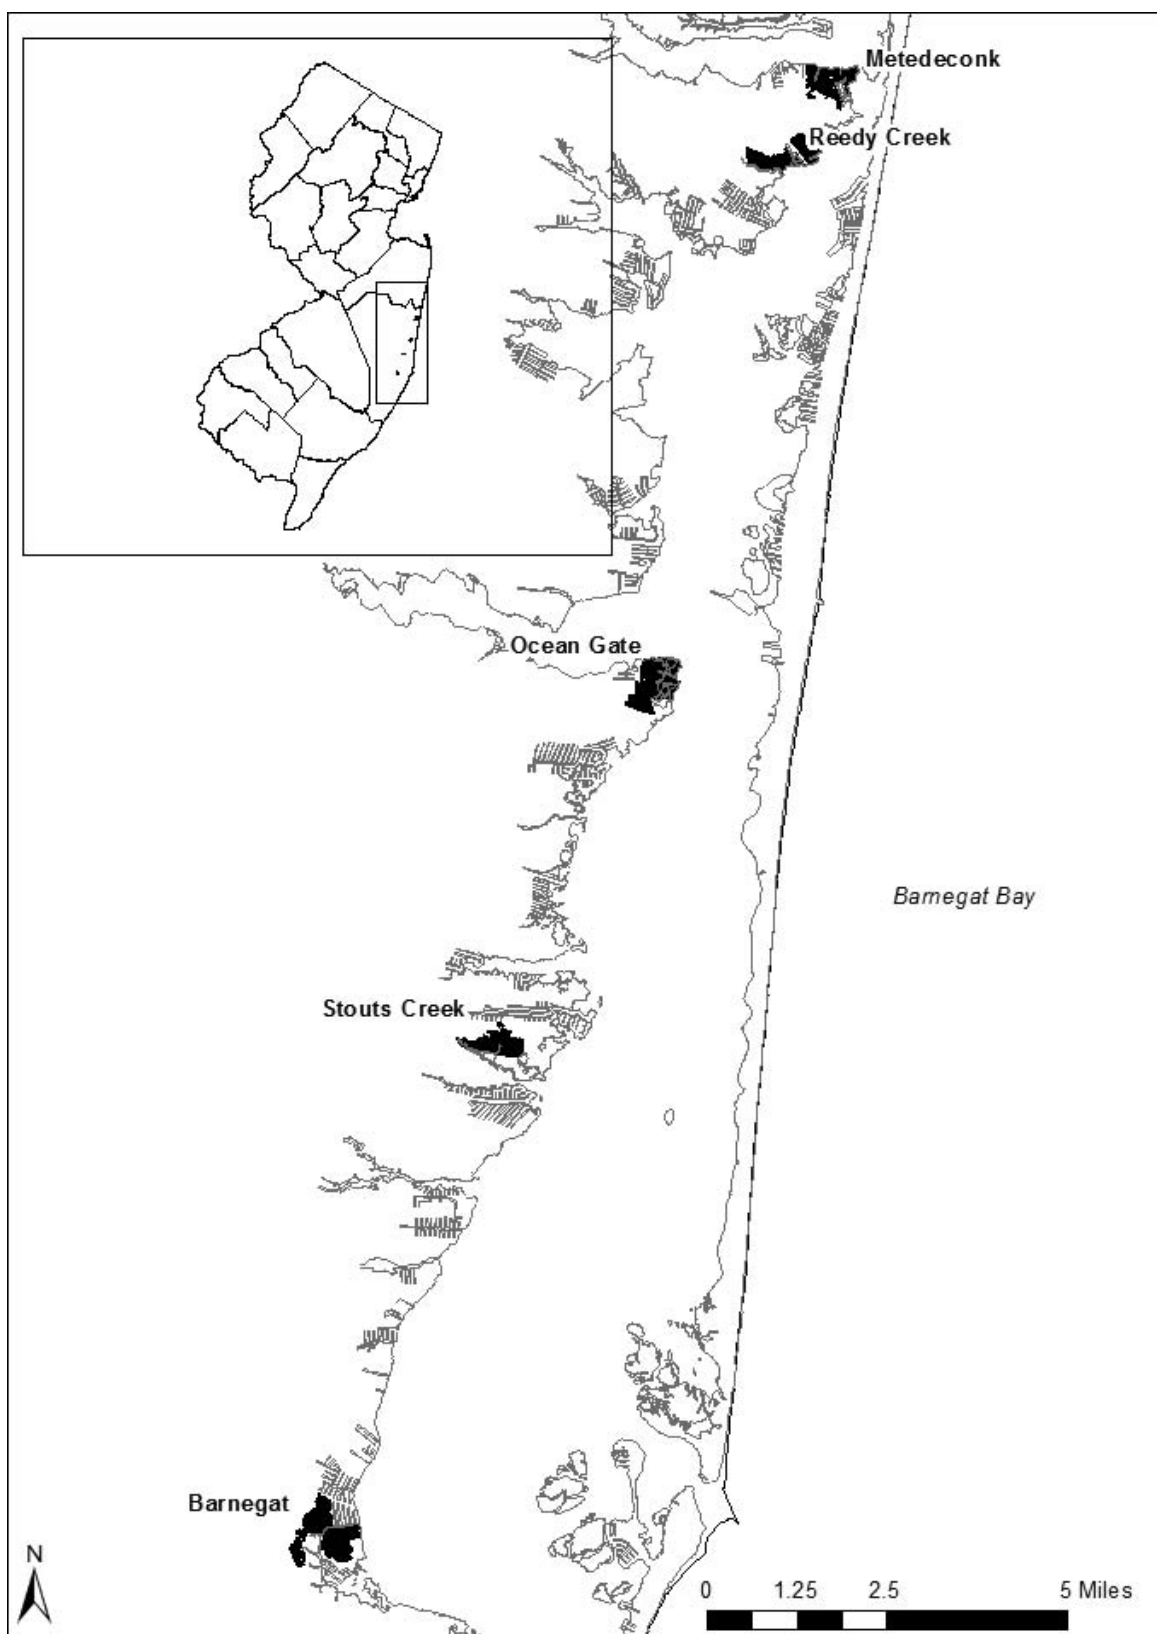 Metedeconk
Reedy Creek
Ocean Gate
Barnegat Bay
Stouts Creek
Barnegat
N
0 1.25 2.5 5 Miles